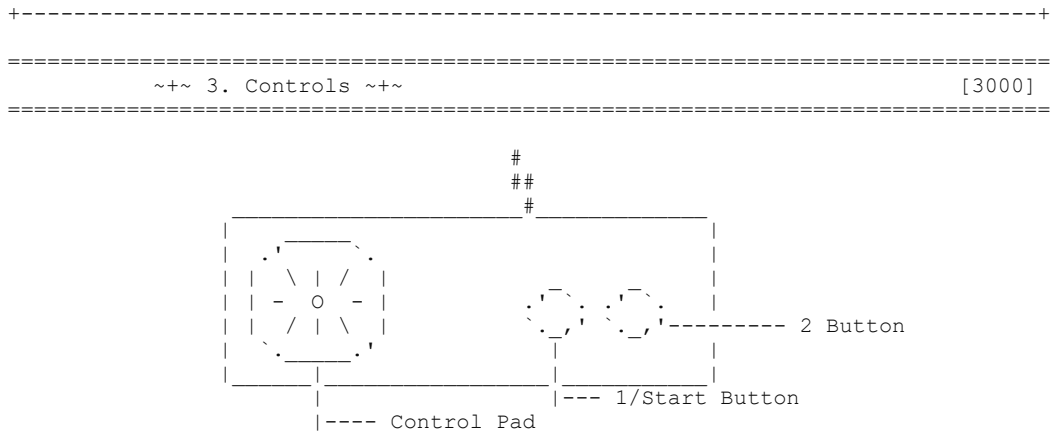 ~+~ 3. Controls ~+~ [3000]
2 Button
1/Start Button
Control Pad